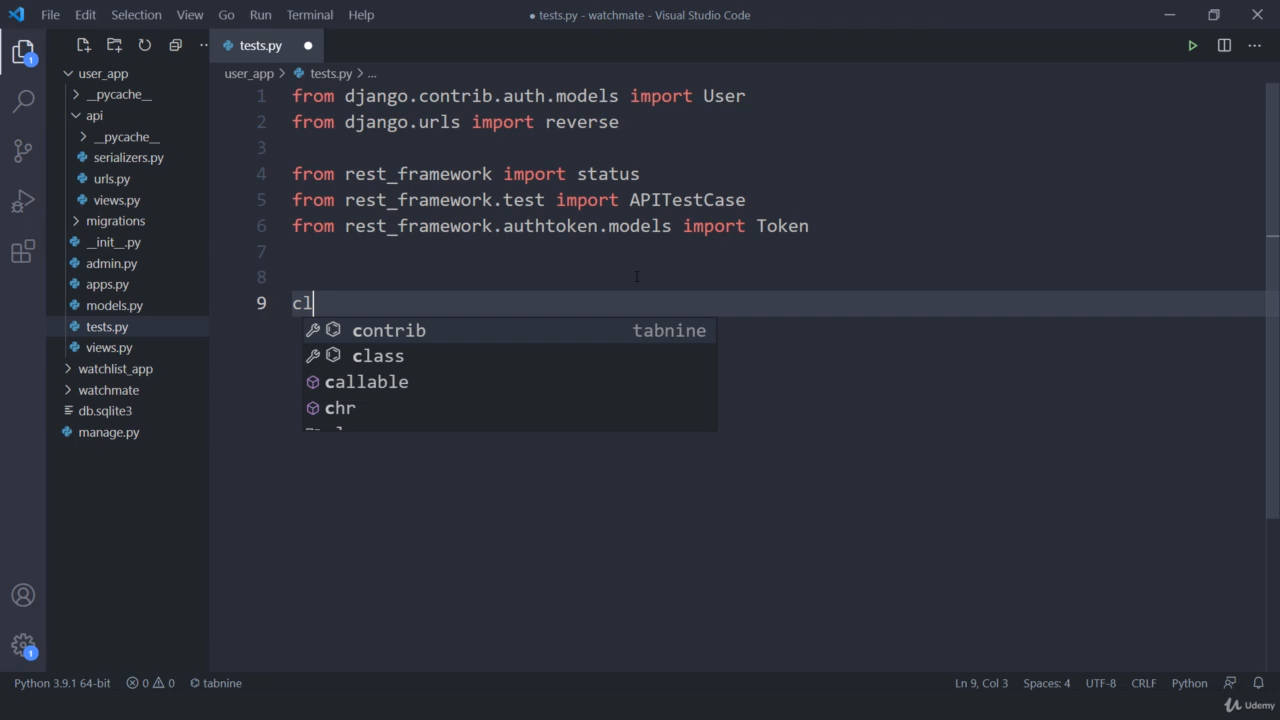 File Edit Selection View Go Run Terminal Help
● tests.py - watchmate - Visual Studio Code
tests.py
user_app > tests.py > ...
user_app
__pycache__
api
__pycache__
serializers.py
urls.py
views.py
migrations
__init__.py
admin.py
apps.py
models.py
tests.py
views.py
watchlist_app
watchmate
db.sqlite3
manage.py
1 from django.contrib.auth.models import User
2 from django.urls import reverse
3
4 from rest_framework import status
5 from rest_framework.test import APITestCase
6 from rest_framework.authtoken.models import Token
7
8
9 cl
contrib tabnine
class
callable
chr
1
1
Python 3.9.1 64-bit 0 0 tabnine
Ln 9, Col 3 Spaces: 4 UTF-8 CRLF Python
Udemy